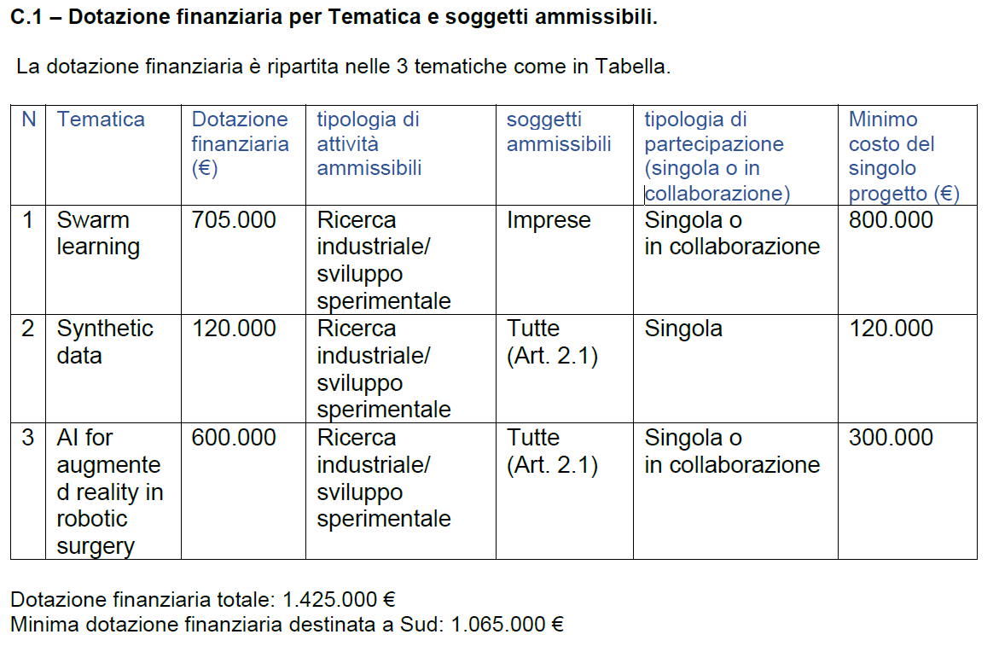 C.1 – Dotazione finanziaria per Tematica e soggetti ammissibili.
La dotazione finanziaria è ripartita nelle 3 tematiche come in Tabella.
N
Tematica
Dotazione
finanziaria
(€)
tipologia di
attività
ammissibili
soggetti
ammissibili
tipologia di
partecipazione
(singola o in
collaborazione)
Minimo
costo del
singolo
progetto (€)
1
Swarm
learning
705.000
Ricerca
industriale/
sviluppo
sperimentale
Imprese
Singola o
in collaborazione
800.000
2
Synthetic
data
120.000
Ricerca
industriale/
sviluppo
sperimentale
Tutte
(Art. 2.1)
Singola
120.000
3
AI for
augmente
d reality in
robotic
surgery
600.000
Ricerca
industriale/
sviluppo
sperimentale
Tutte
(Art. 2.1)
Singola o
in collaborazione
300.000
Dotazione finanziaria totale: 1.425.000 €
Minima dotazione finanziaria destinata a Sud: 1.065.000 €